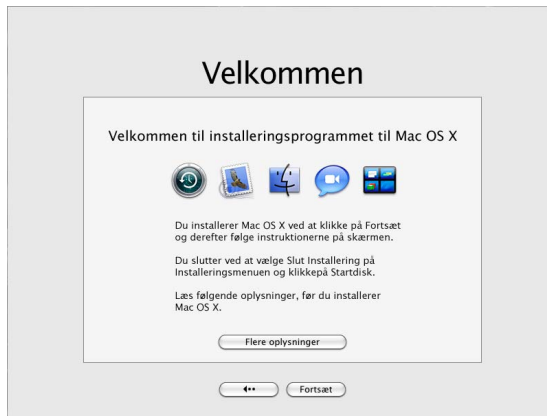 Velkommen
Velkommen til installeringsprogrammet til Mac OS X
Du installerer Mac OS X ved at klikke på Fortsæt
og derefter følge instruktionerne på skærmen.
Du slutter ved at vælge Slut Installering på
Installeringsmenuen og klikkepå Startdisk.
Læs følgende oplysninger, før du installerer
Mac OS X.
Flere oplysninger
Fortsæt